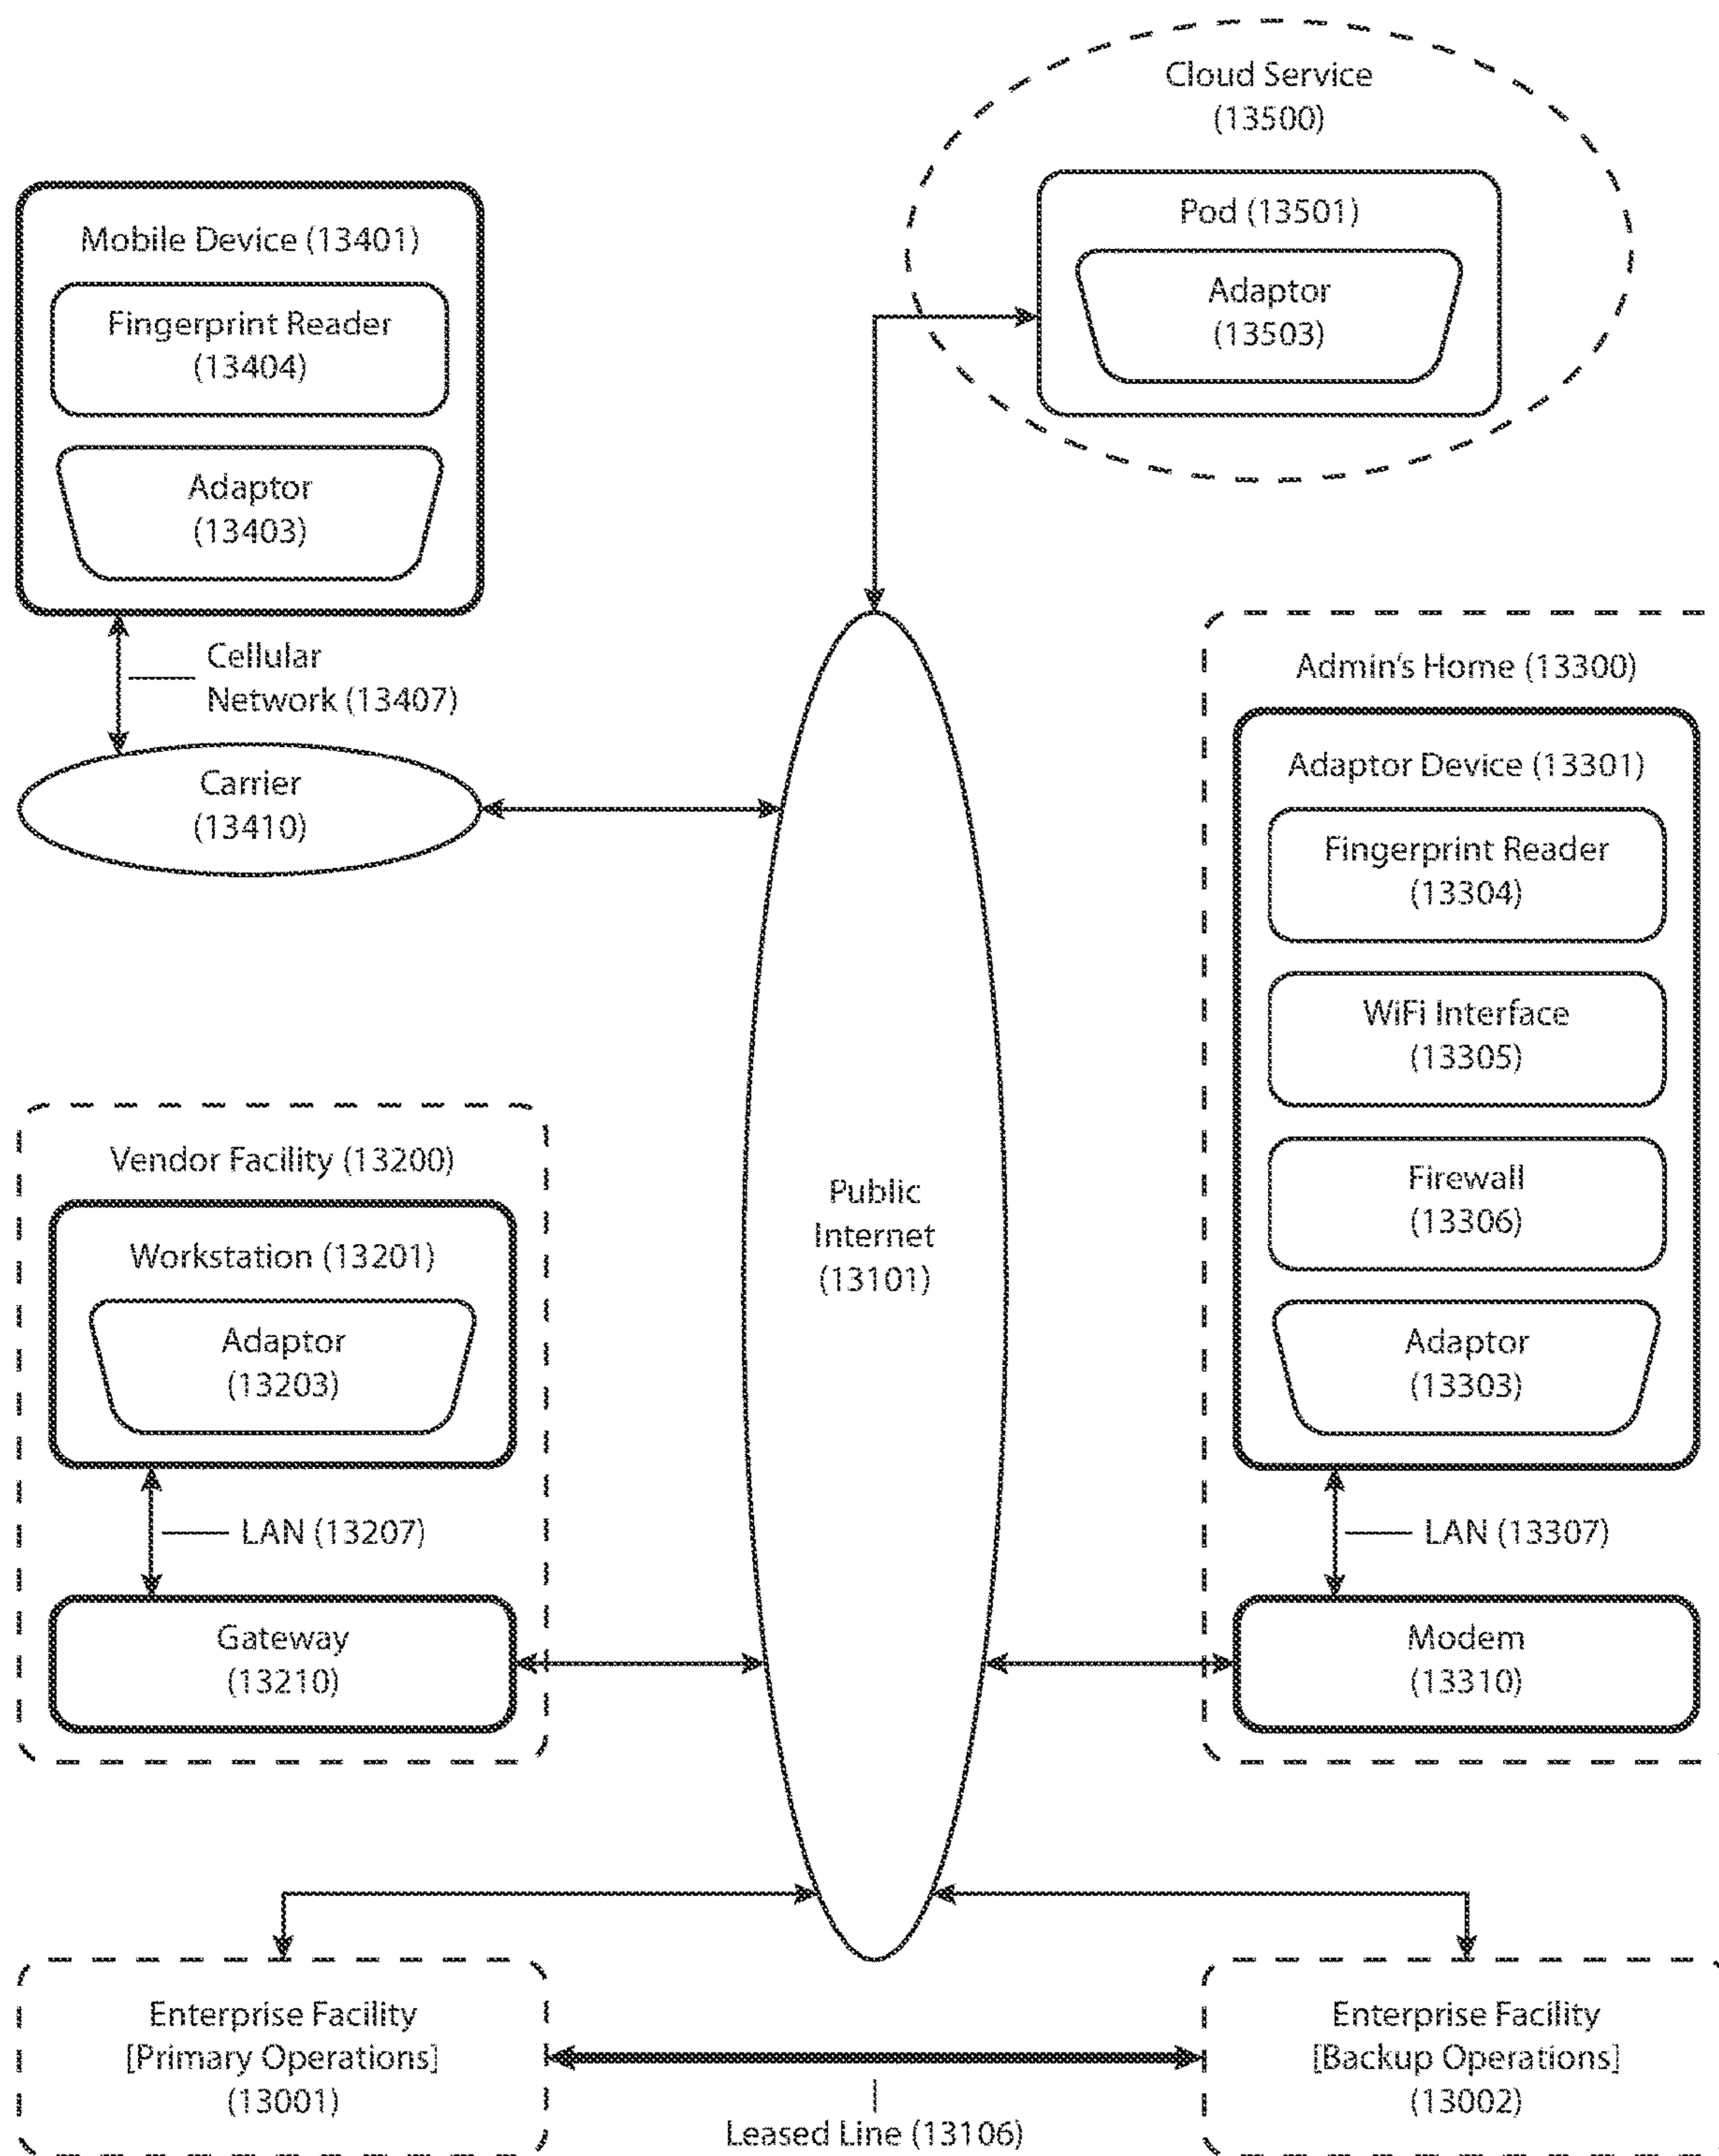 Cloud Service
(13500)
Pod (13501)
Adaptor
(13503)
Mobile Device (13401)
Fingerprint Reader
(13404)
Adaptor
(13403)
Cellular
Network (13407)
Carrier
(13410)
Admin's Home (13300)
Adaptor Device (13301)
Fingerprint Reader
(13304)
WiFi Interface
(13305)
Firewall
(13306)
Adaptor
(13303)
LAN (13307)
Modem
(13310)
Public
Internet
(13101)
Vendor Facility (13200)
Workstation (13201)
Adaptor
(13203)
LAN (13207)
Gateway
(13210)
Enterprise Facility
[Primary Operations]
(13001)
Leased Line (13106)
Enterprise Facility
[Backup Operations]
(13002)